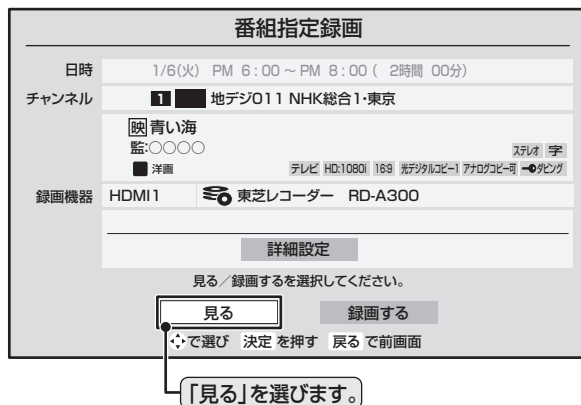 番組指定録画
日時 1/6(火) PM 6:00 ~ PM 8:00 ( 2時間 00分)
チャンネル 1 地デジ011 NHK総合1・東京
映 青い海
監:○○○○
ステレオ 字
洋画 テレビ HD:1080i 16:9 光デジタルコピー1 アナログコピー可 ダビング
録画機器 HDMI1 東芝レコーダー RD-A300
詳細設定
見る/録画するを選択してください。
見る 録画する
で選び 決定 を押す 戻る で前画面
「見る」を選びます。